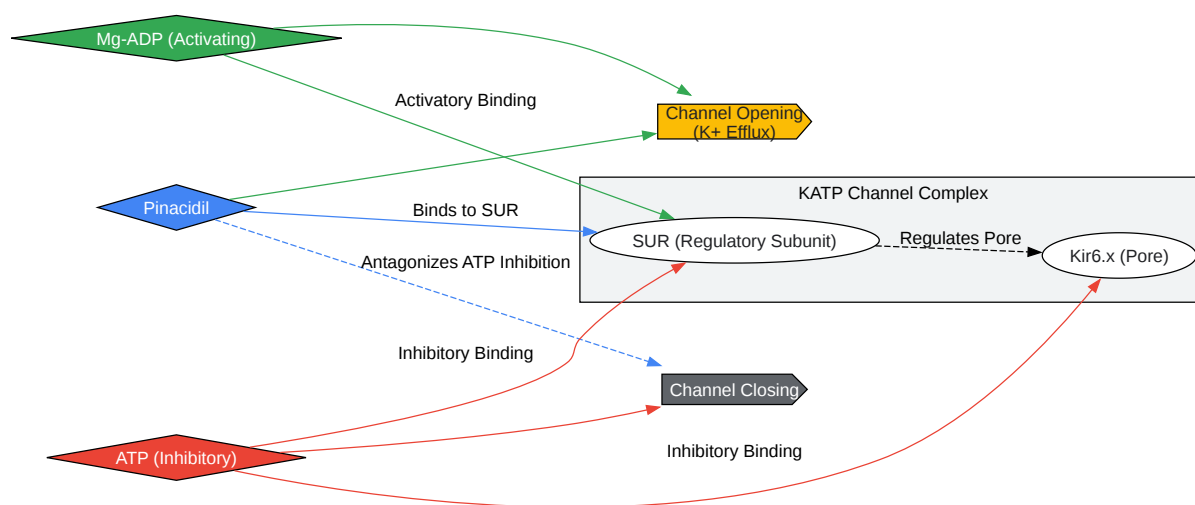 Mg-ADP (Activating)
Activatory Binding
Channel Opening
(K+ Efflux)
KATP Channel Complex
Pinacidil
Binds to SUR
SUR (Regulatory Subunit)
Regulates Pore
Kir6.x (Pore)
Antagonizes ATP Inhibition
Inhibitory Binding
Channel Closing
ATP (Inhibitory)
Inhibitory Binding